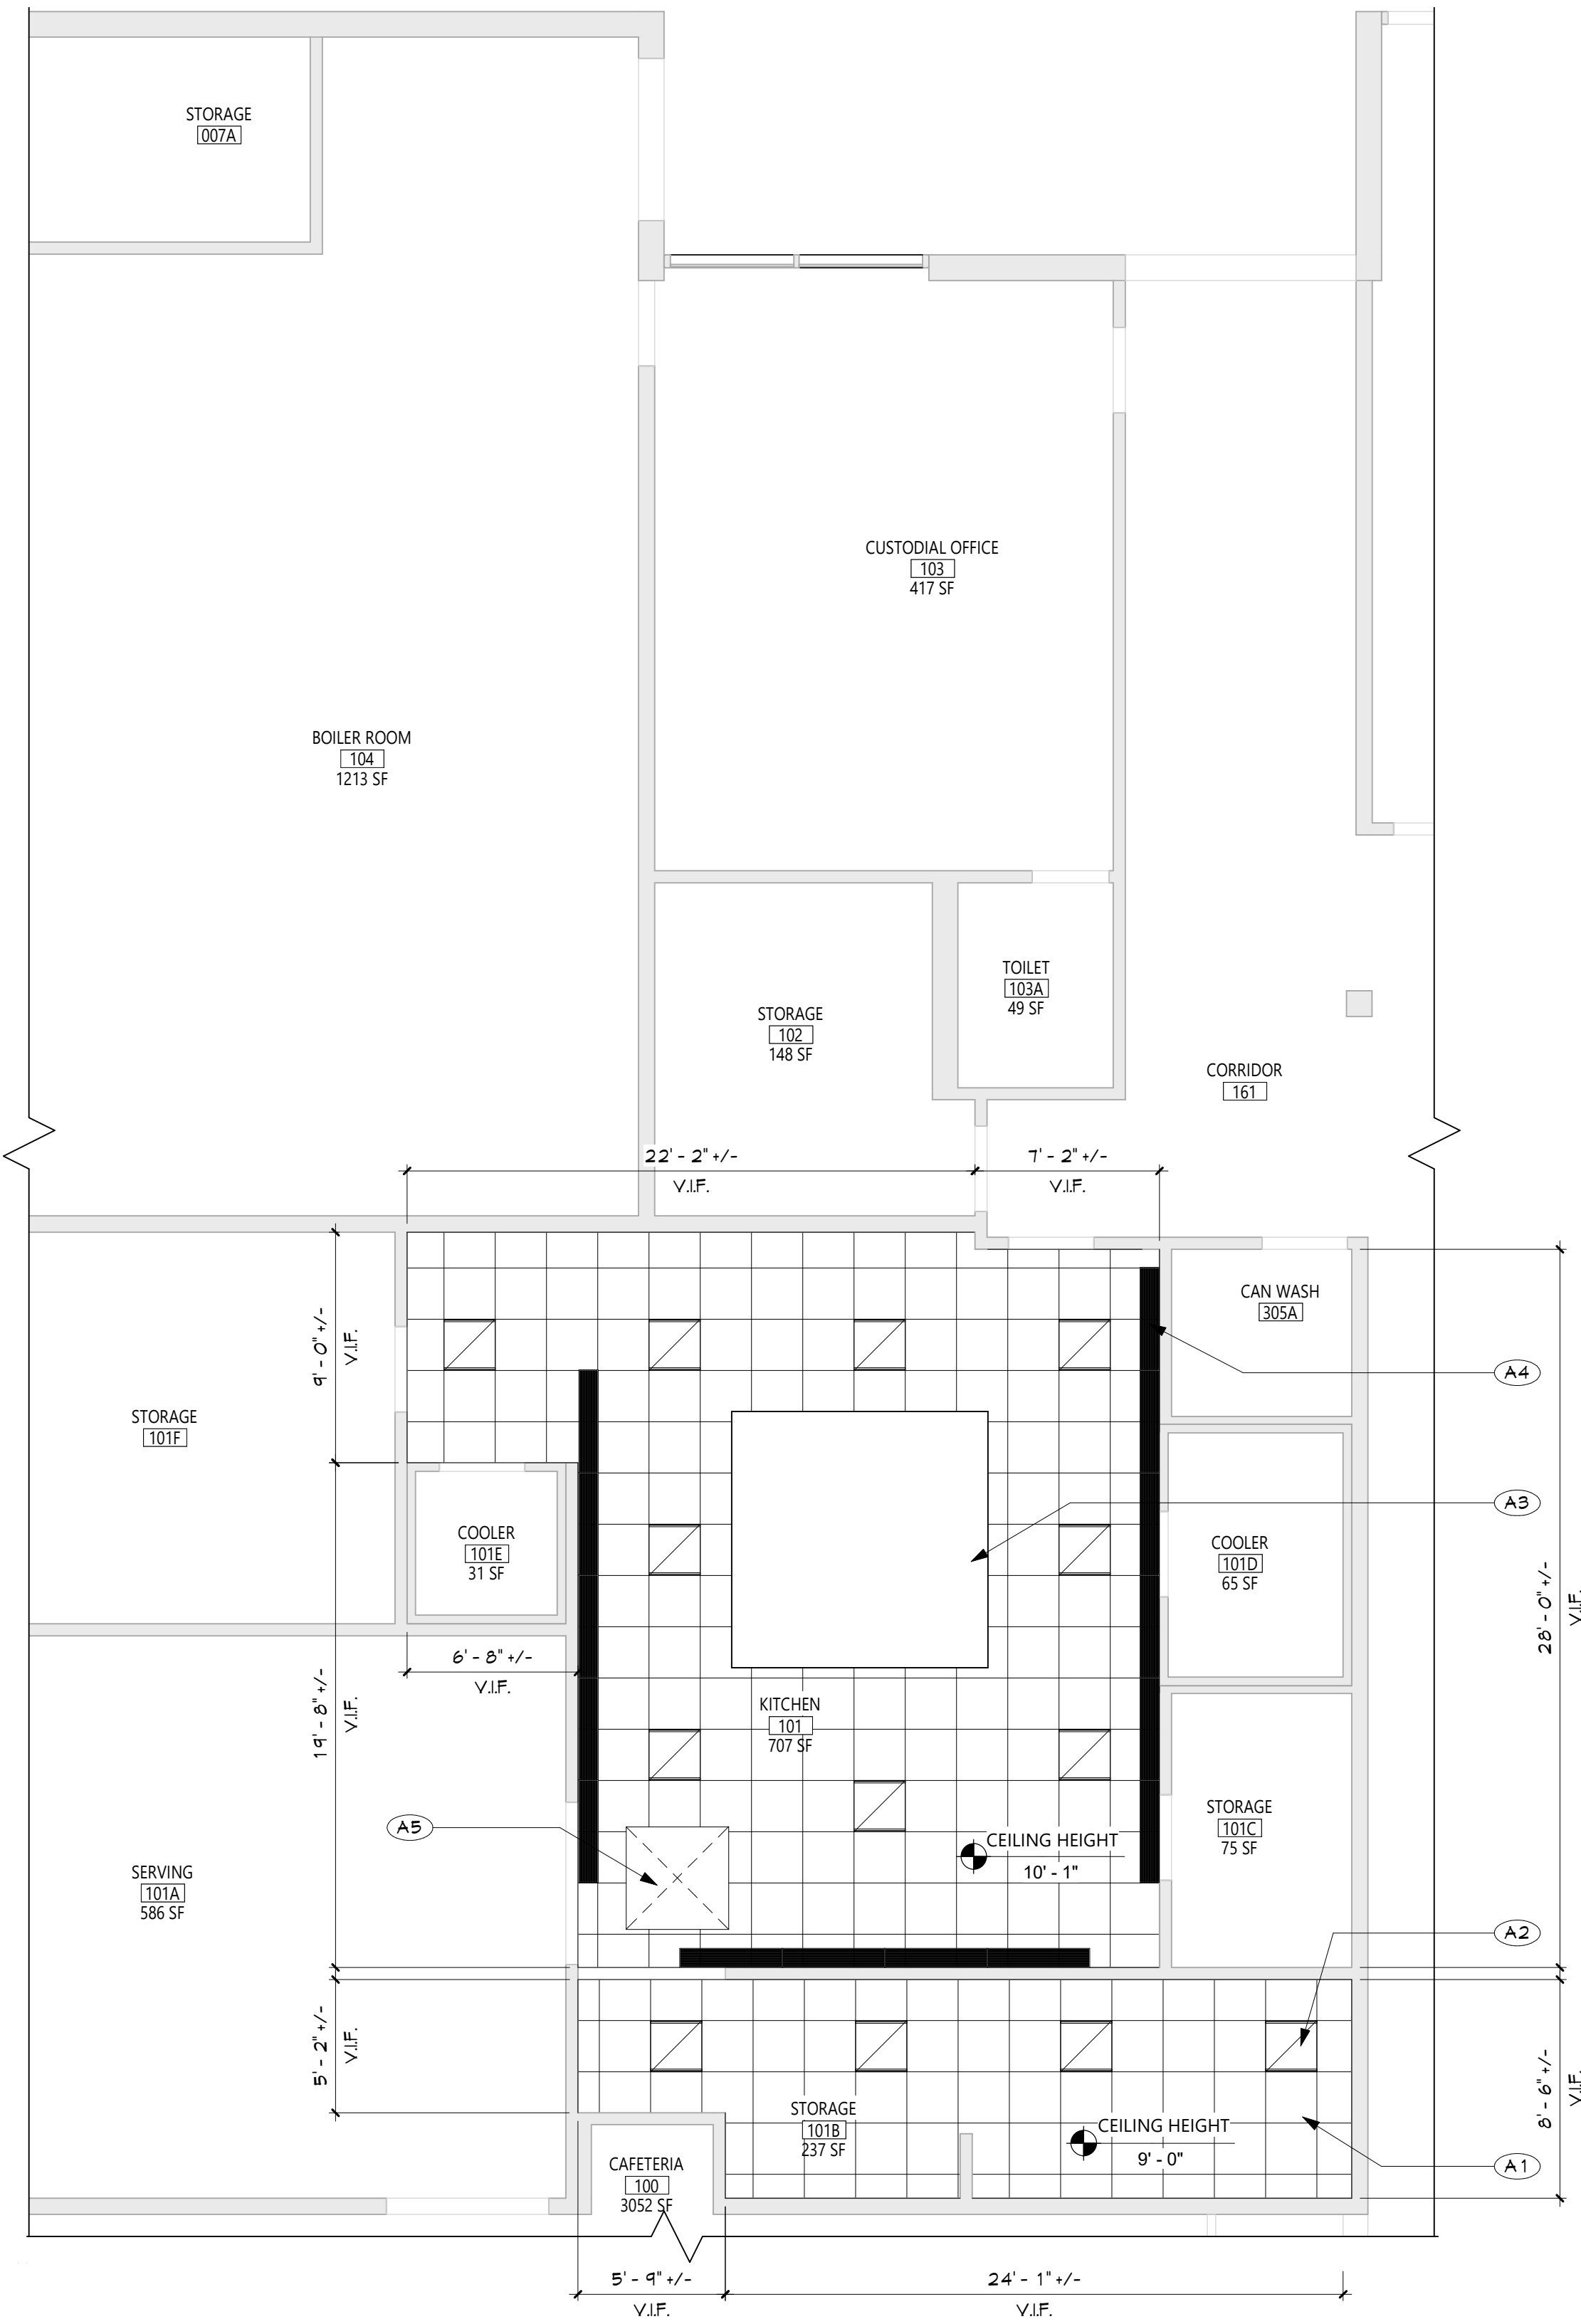 STORAGE
007A
CUSTODIAL OFFICE
103
417 SF
BOILER ROOM
104
1213 SF
TOILET
103A
49 SF
STORAGE
102
148 SF
CORRIDOR
161
22' - 2" +/-
V.I.F.
7' - 2" +/-
V.I.F.
9' - 0" +/-
V.I.F.
CAN WASH
305A
A4
STORAGE
101F
A3
COOLER
101E
31 SF
COOLER
101D
65 SF
28' - 0" +/-
V.I.F.
6' - 8" +/-
V.I.F.
19' - 8" +/-
V.I.F.
KITCHEN
101
707 SF
STORAGE
101C
75 SF
A5
CEILING HEIGHT
10' - 1"
SERVING
101A
586 SF
A2
5' - 2" +/-
V.I.F.
STORAGE
101B
237 SF
CEILING HEIGHT
9' - 0"
8' - 6" +/-
V.I.F.
A1
CAFETERIA
100
3052 SF
5' - 9" +/-
V.I.F.
24' - 1" +/-
V.I.F.